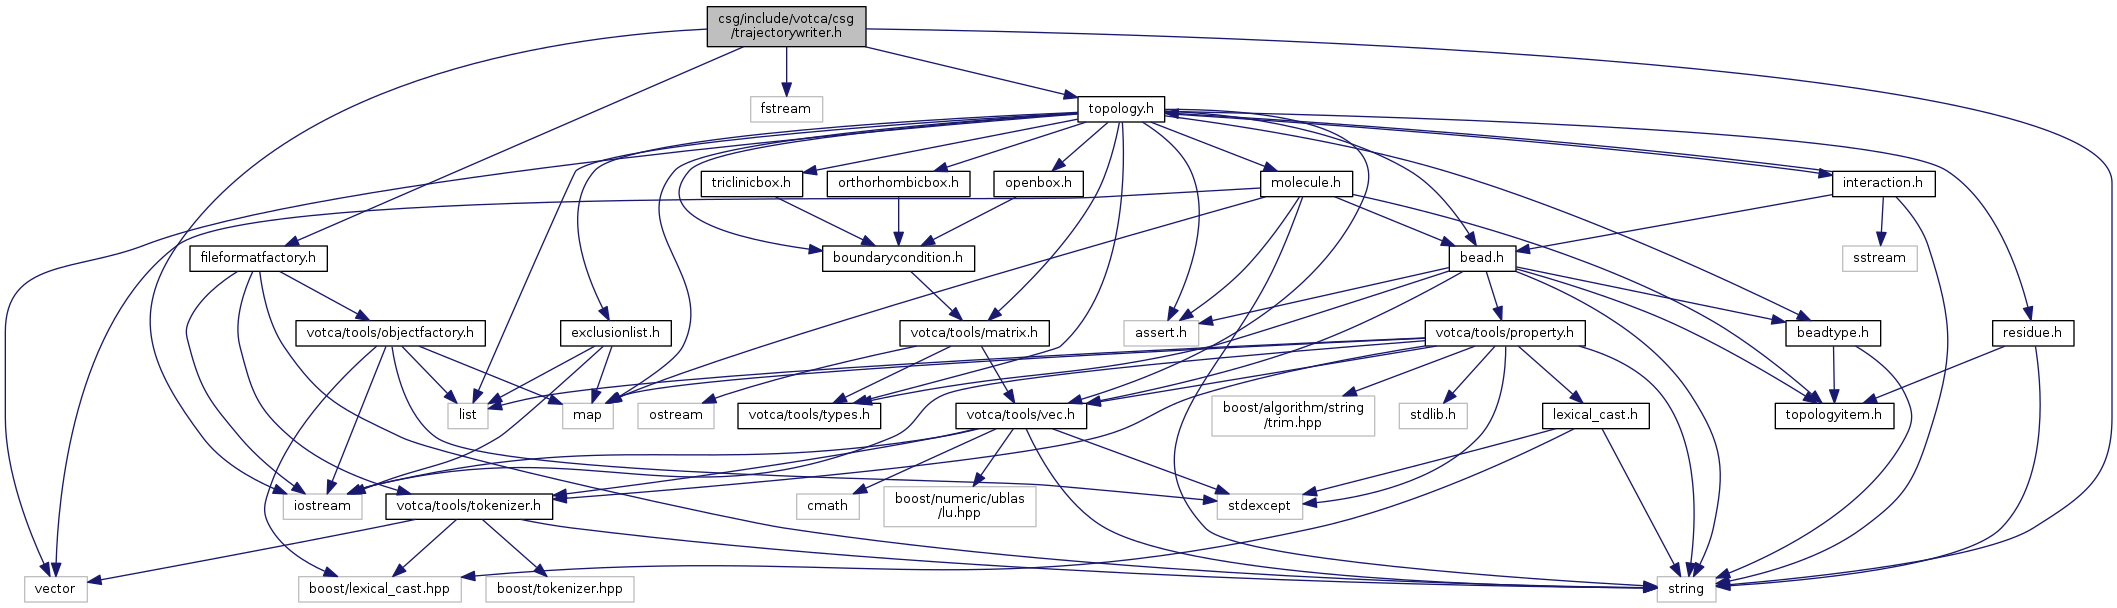 csg/include/votca/csg
/trajectorywriter.h
fstream
topology.h
triclinicbox.h
orthorhombicbox.h
openbox.h
molecule.h
interaction.h
fileformatfactory.h
boundarycondition.h
bead.h
sstream
votca/tools/objectfactory.h
exclusionlist.h
votca/tools/matrix.h
assert.h
votca/tools/property.h
beadtype.h
residue.h
list
map
ostream
votca/tools/types.h
votca/tools/vec.h
boost/algorithm/string
/trim.hpp
stdlib.h
lexical_cast.h
topologyitem.h
iostream
votca/tools/tokenizer.h
cmath
boost/numeric/ublas
/lu.hpp
stdexcept
vector
boost/lexical_cast.hpp
boost/tokenizer.hpp
string